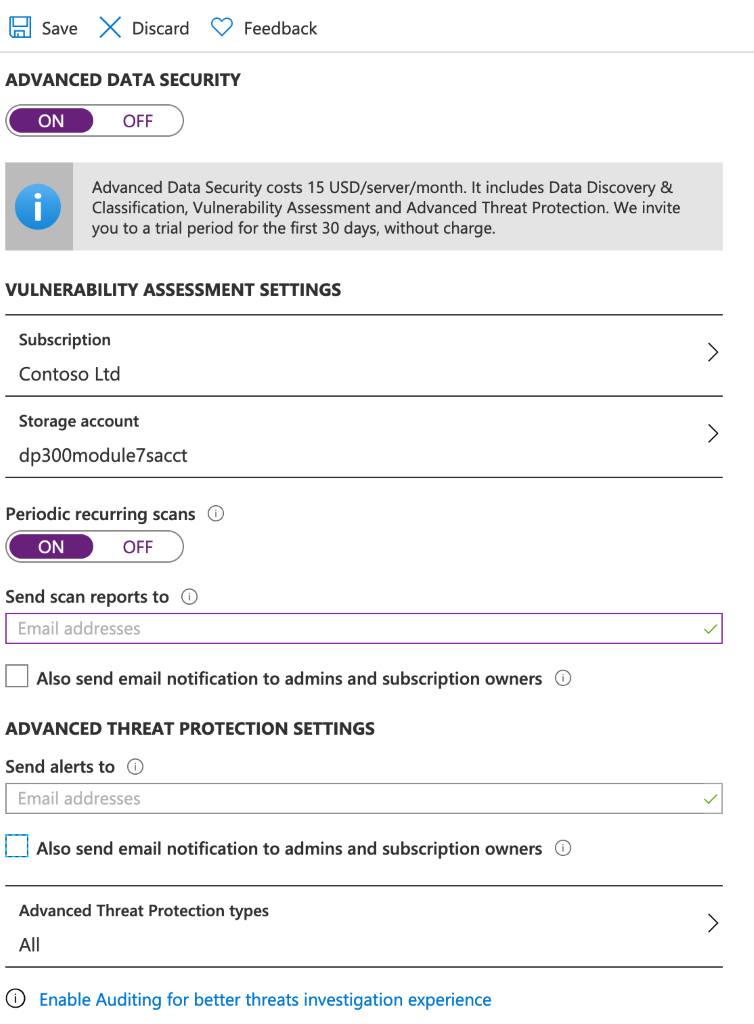 Save Discard Feedback
ADVANCED DATA SECURITY
ON OFF
Advanced Data Security costs 15 USD/server/month. It includes Data Discovery &
Classification, Vulnerability Assessment and Advanced Threat Protection. We invite
you to a trial period for the first 30 days, without charge.
VULNERABILITY ASSESSMENT SETTINGS
Subscription
Contoso Ltd
Storage account
dp300module7sacct
Periodic recurring scans
ON OFF
Send scan reports to
Email addresses
Also send email notification to admins and subscription owners
ADVANCED THREAT PROTECTION SETTINGS
Send alerts to
Email addresses
Also send email notification to admins and subscription owners
Advanced Threat Protection types
All
Enable Auditing for better threats investigation experience